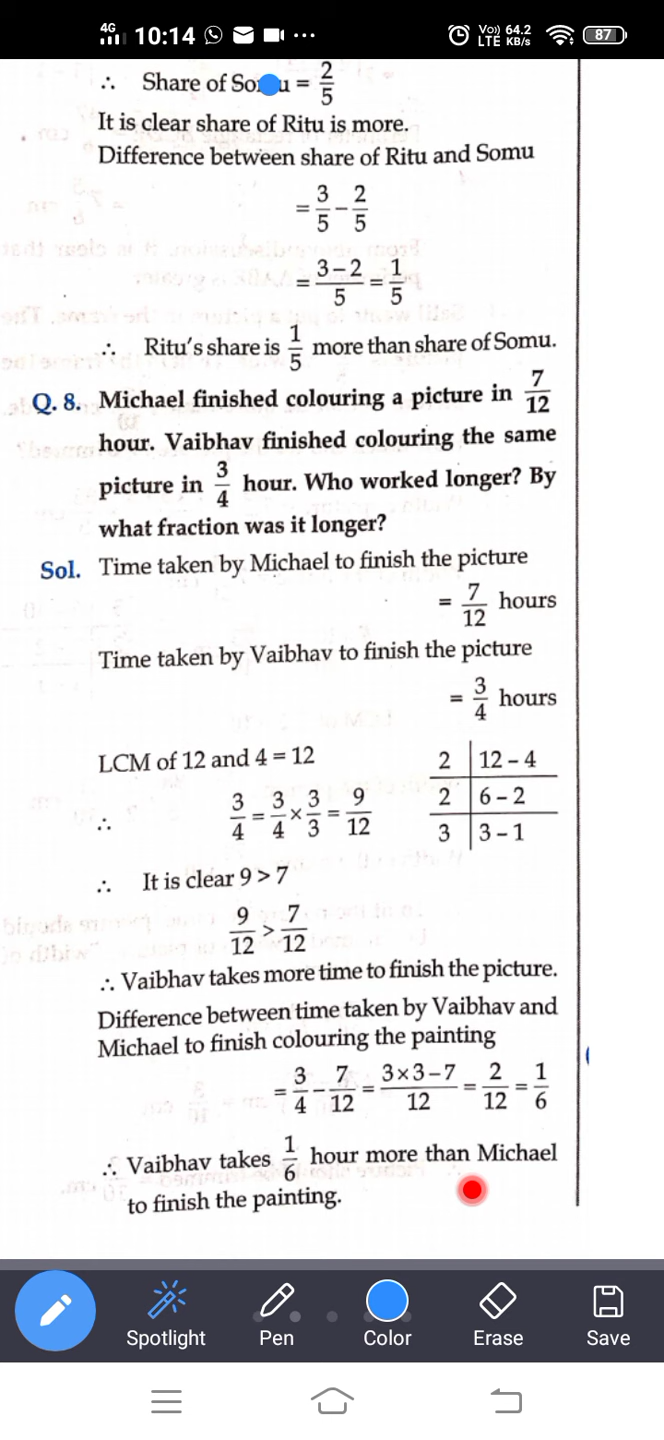 4G 10:14 ... Vo)) LTE 64.2 KB/s 87
∴ Share of So u = 2/5
It is clear share of Ritu is more.
Difference between share of Ritu and Somu
= 3/5 − 2/5
= (3−2)/5 = 1/5
∴ Ritu's share is 1/5 more than share of Somu.
Q. 8. Michael finished colouring a picture in 7/12
hour. Vaibhav finished colouring the same
picture in 3/4 hour. Who worked longer? By
what fraction was it longer?
Sol. Time taken by Michael to finish the picture
= 7/12 hours
Time taken by Vaibhav to finish the picture
= 3/4 hours
LCM of 12 and 4 = 12
2 | 12 – 4
2 | 6 – 2
3 | 3 – 1
∴ 3/4 = 3/4 × 3/3 = 9/12
∴ It is clear 9 > 7
9/12 > 7/12
∴ Vaibhav takes more time to finish the picture.
Difference between time taken by Vaibhav and
Michael to finish colouring the painting
= 3/4 − 7/12 = (3×3−7)/12 = 2/12 = 1/6
∴ Vaibhav takes 1/6 hour more than Michael
to finish the painting.
Spotlight Pen Color Erase Save